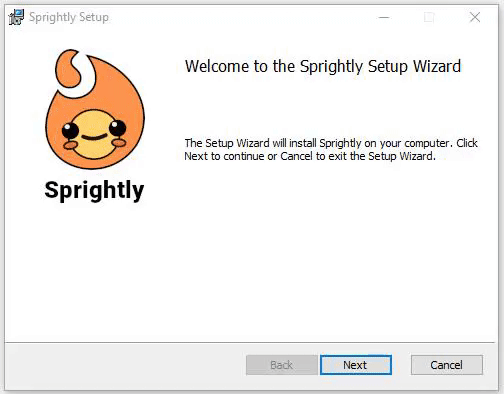 Sprightly Setup
Welcome to the Sprightly Setup Wizard
The Setup Wizard will install Sprightly on your computer. Click
Next to continue or Cancel to exit the Setup Wizard.
Sprightly
Back
Next
Cancel